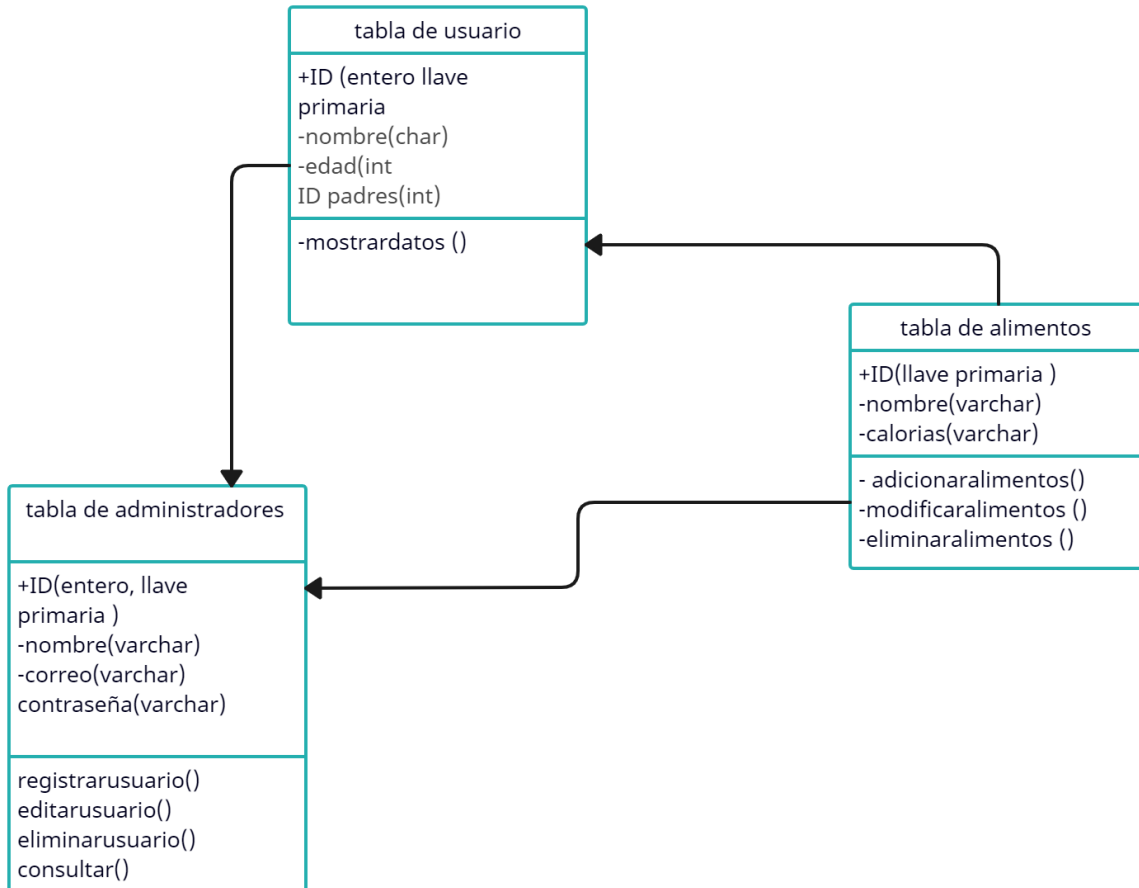 tabla de usuario
+ID (entero llave
primaria
-nombre(char)
-edad(int
ID padres(int)
-mostrardatos ()
tabla de alimentos
+ID(llave primaria )
-nombre(varchar)
-calorias(varchar)
- adicionaralimentos()
-modificaralimentos ()
-eliminaralimentos ()
tabla de administradores
+ID(entero, llave
primaria )
-nombre(varchar)
-correo(varchar)
contraseña(varchar)
registrarusuario()
editarusuario()
eliminarusuario()
consultar()